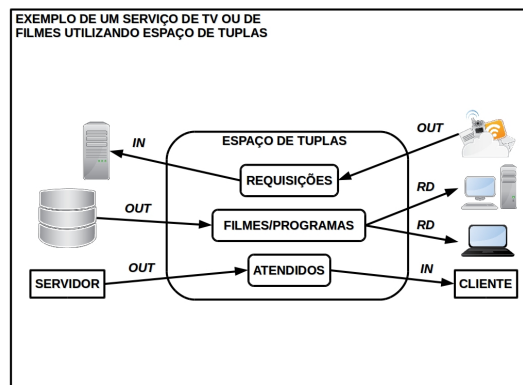 EXEMPLO DE UM SERVIÇO DE TV OU DE
FILMES UTILIZANDO ESPAÇO DE TUPLAS
OUT
IN
ESPAÇO DE TUPLAS
REQUISIÇÕES
RD
OUT
FILMES/PROGRAMAS
RD
OUT
ATENDIDOS
IN
SERVIDOR
CLIENTE